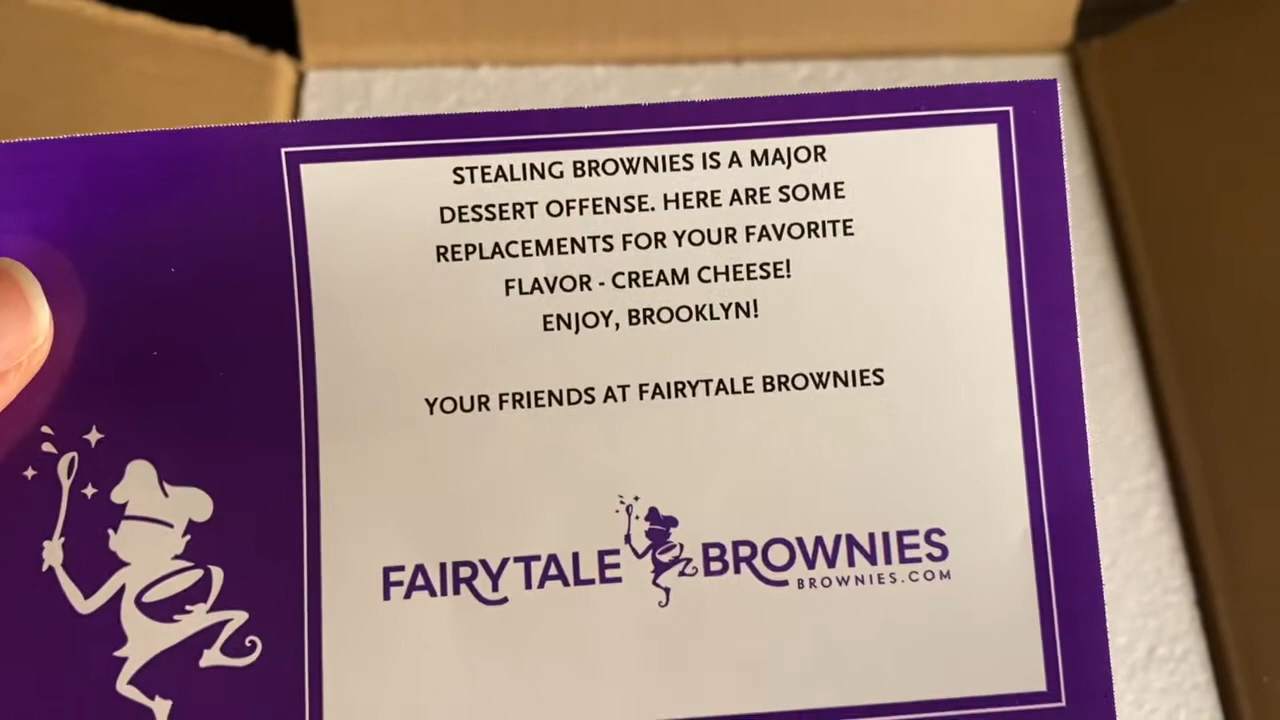 STEALING BROWNIES IS A MAJOR
DESSERT OFFENSE. HERE ARE SOME
REPLACEMENTS FOR YOUR FAVORITE
FLAVOR - CREAM CHEESE!
ENJOY, BROOKLYN!
YOUR FRIENDS AT FAIRYTALE BROWNIES
FAIRYTALE BROWNIES
BROWNIES.COM